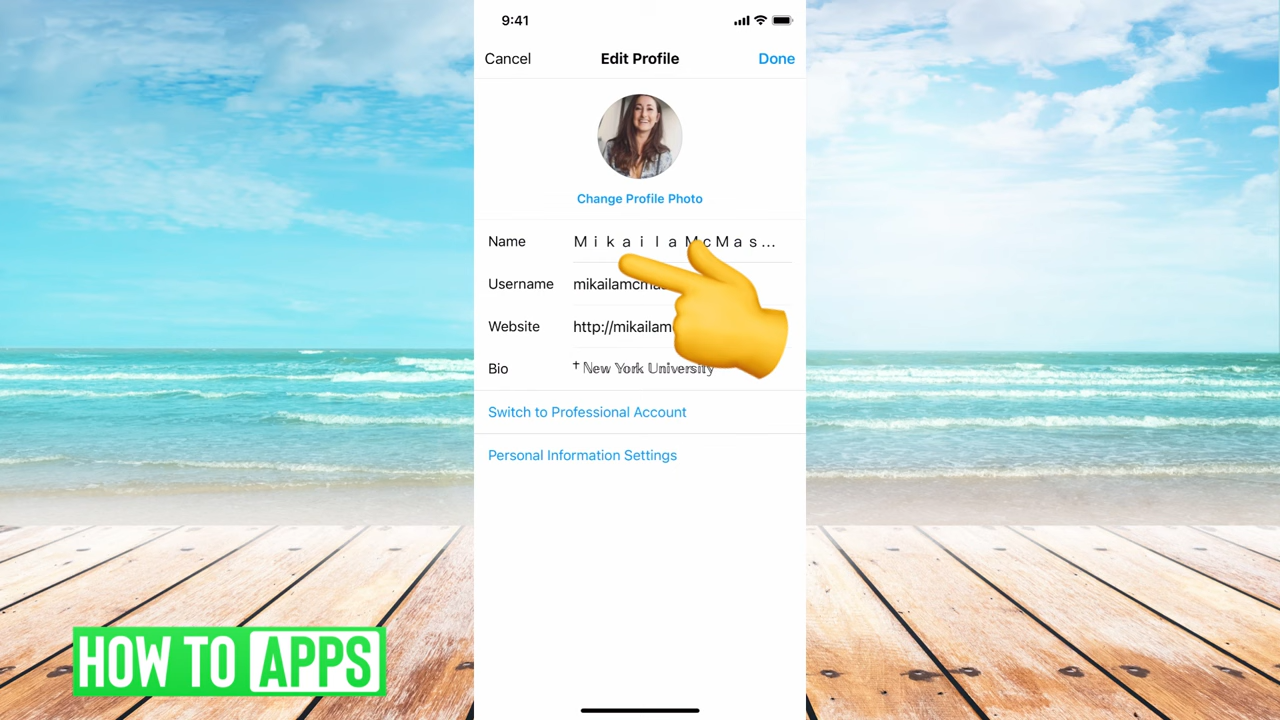 9:41
Cancel Edit Profile Done
Change Profile Photo
Name M i k a i l a M c M a s ...
Username mikailamcmas
Website http://mikailam
Bio † New York University
Switch to Professional Account
Personal Information Settings
HOW TO APPS